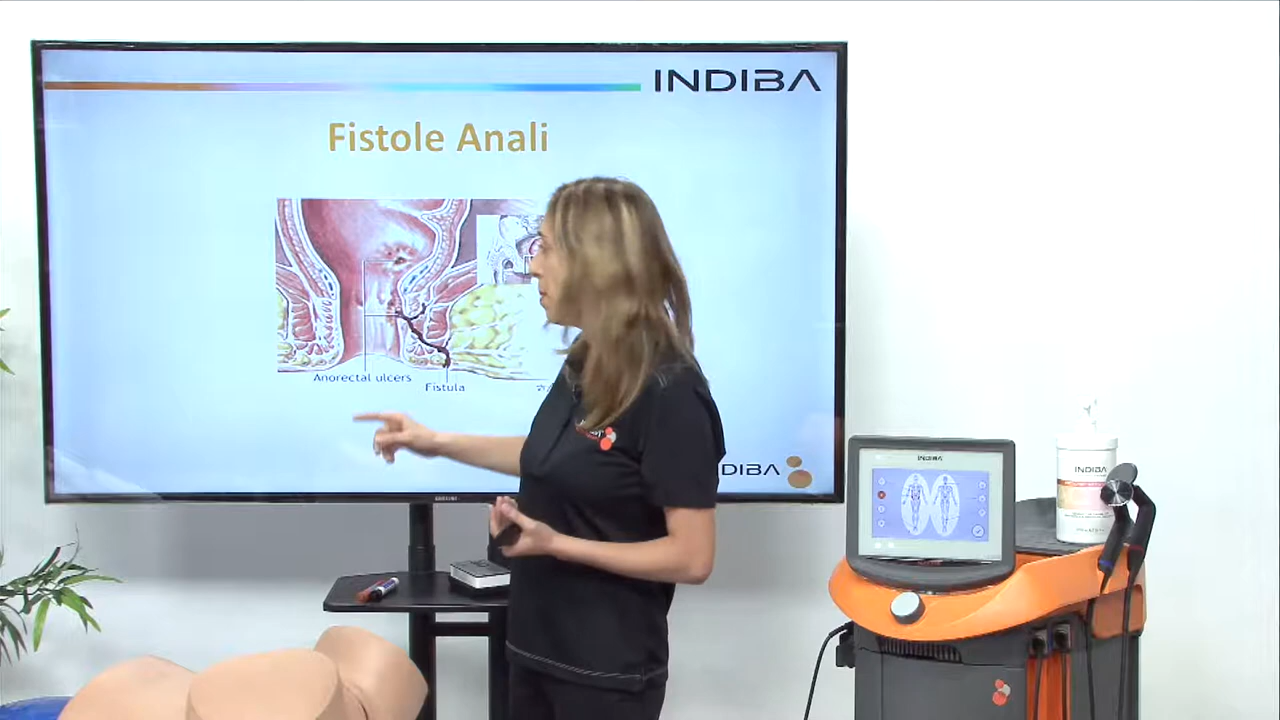 INDIBA
Fistole Anali
Anorectal ulcers
Fistula
DIBA
SAMSUNG
INDIBA
INDIBA